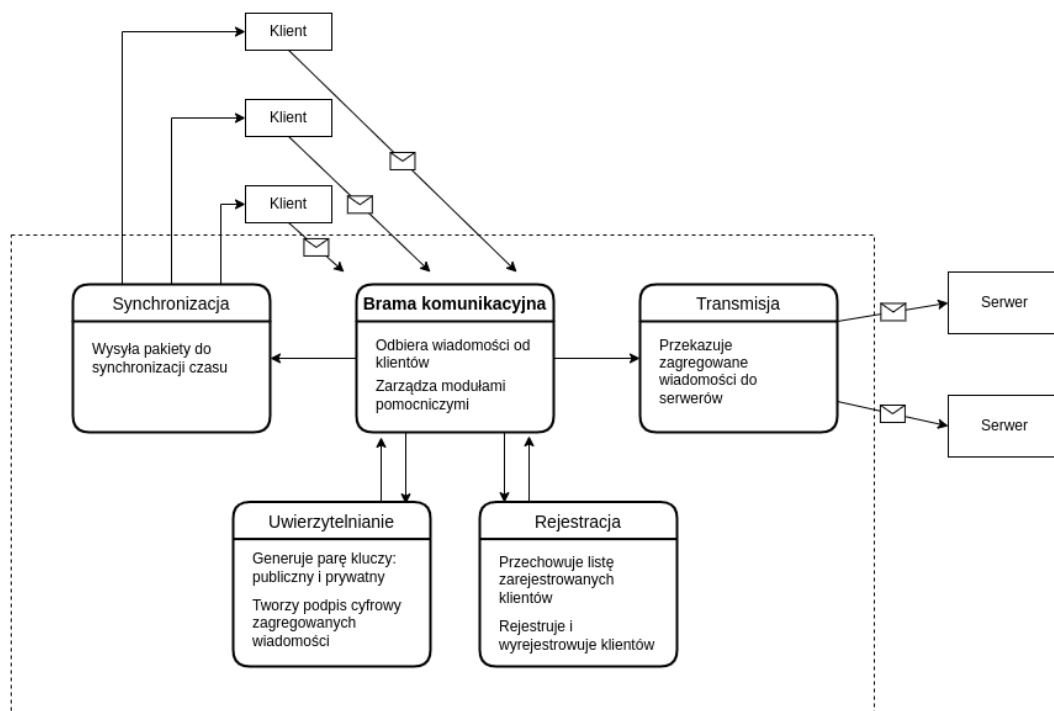 Klient
Klient
Klient
Synchronizacja
Wysyła pakiety do
synchronizacji czasu
Brama komunikacyjna
Odbiera wiadomości od
klientów
Zarządza modułami
pomocniczymi
Transmisja
Przekazuje
zagregowane
wiadomości do
serwerów
Serwer
Serwer
Uwierzytelnianie
Generuje parę kluczy:
publiczny i prywatny
Tworzy podpis cyfrowy
zagregowanych
wiadomości
Rejestracja
Przechowuje listę
zarejestrowanych
klientów
Rejestruje i
wyrejestrowuje klientów